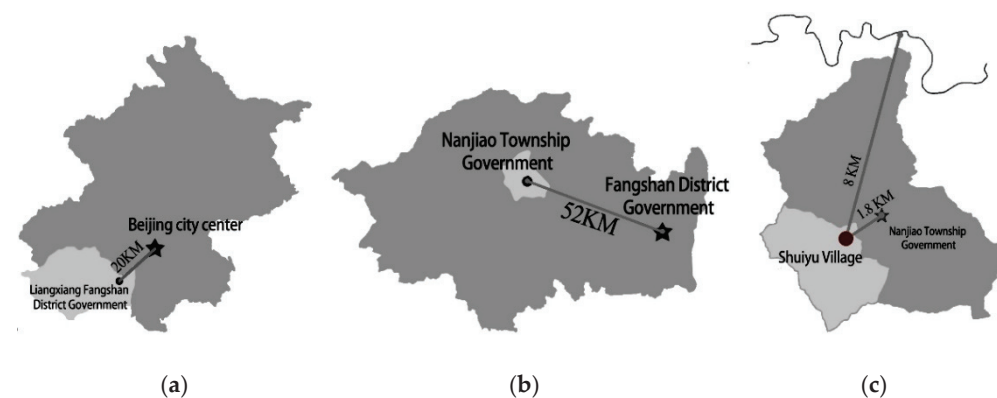 Beijing city center
20KM
Liangxiang Fangshan
District Government
(a)
Nanjiao Township
Government
Fangshan District
Government
52KM
(b)
8 KM
1.8 KM
Nanjiao Township
Government
Shuiyu Village
(c)